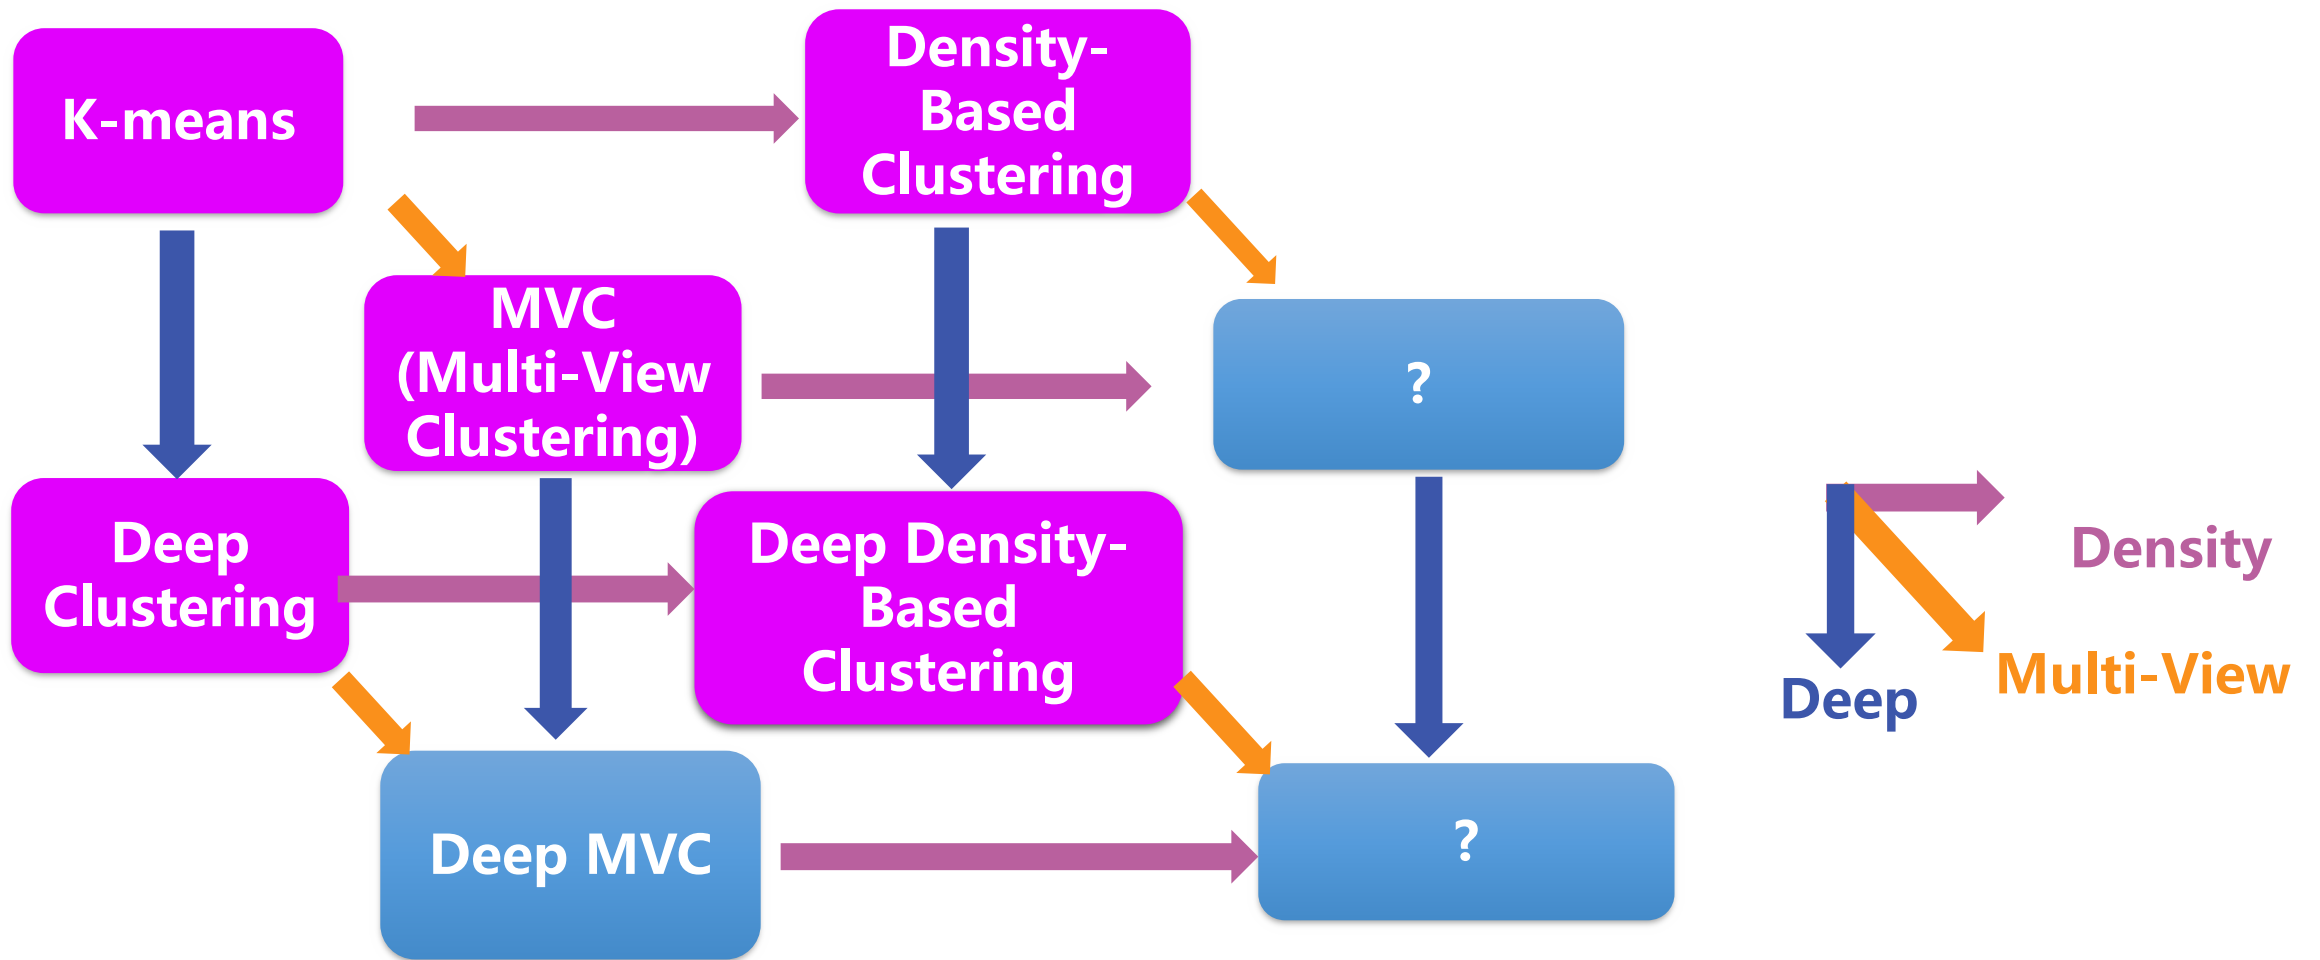 K-means
Density-
Based
Clustering
MVC
(Multi-View
Clustering)
?
Deep
Clustering
Deep Density-
Based
Clustering
Deep MVC
?
Density
Multi-View
Deep